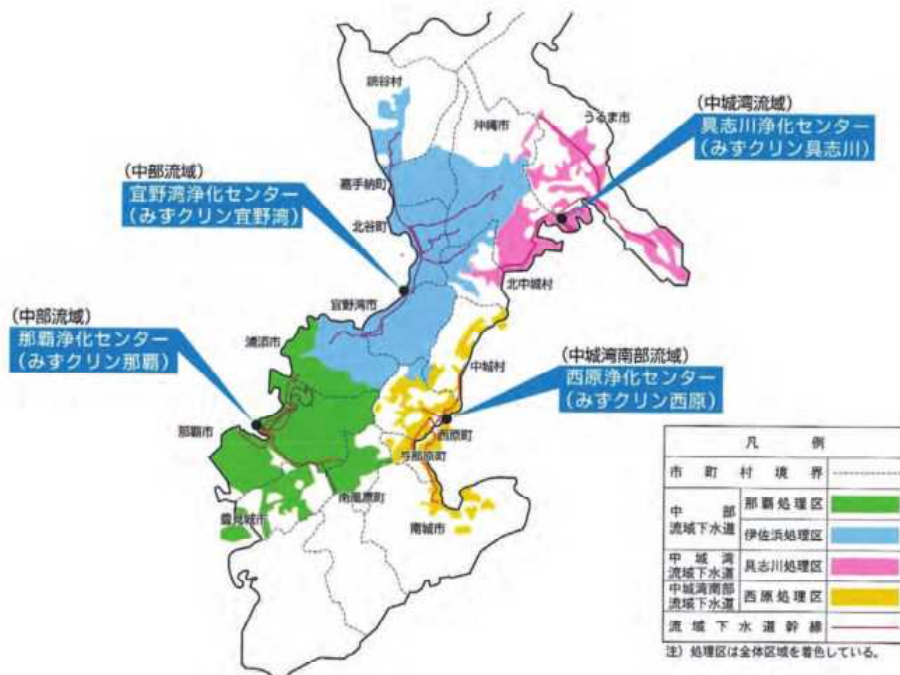 読谷村
沖縄市
うるま市
(中城湾流域)
具志川浄化センター
(みずクリン具志川)
(中部流域)
宜野湾浄化センター
(みずクリン宜野湾)
嘉手納町
北谷町
北中城村
宜野湾市
(中部流域)
那覇浄化センター
(みずクリン那覇)
浦添市
中城村
(中城湾南部流域)
西原浄化センター
(みずクリン西原)
那覇市
西原町
与那原町
南風原町
豊見城市
南城市
凡 例
市町村境界
中部
流域下水道
那覇処理区
伊佐浜処理区
中城湾
流域下水道
具志川処理区
中城湾南部
流域下水道
西原処理区
流域下水道幹線
注)処理区は全体区域を着色している。